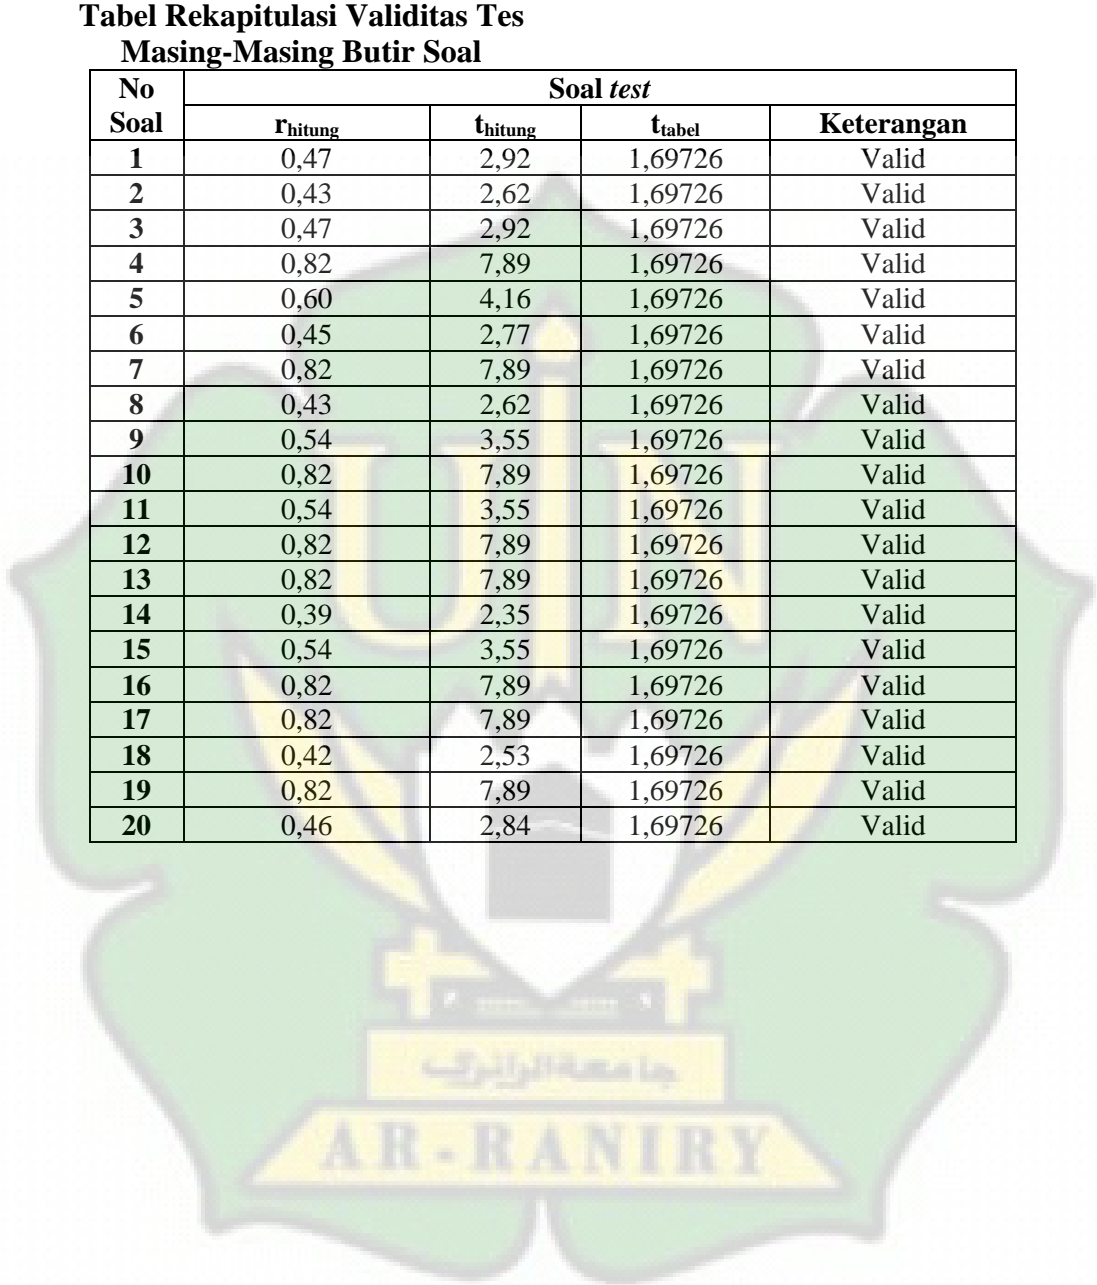 Tabel Rekapitulasi Validitas Tes
Masing-Masing Butir Soal
No Soal Soal test
rhitung thitung ttabel Keterangan
1 0,47 2,92 1,69726 Valid
2 0,43 2,62 1,69726 Valid
3 0,47 2,92 1,69726 Valid
4 0,82 7,89 1,69726 Valid
5 0,60 4,16 1,69726 Valid
6 0,45 2,77 1,69726 Valid
7 0,82 7,89 1,69726 Valid
8 0,43 2,62 1,69726 Valid
9 0,54 3,55 1,69726 Valid
10 0,82 7,89 1,69726 Valid
11 0,54 3,55 1,69726 Valid
12 0,82 7,89 1,69726 Valid
13 0,82 7,89 1,69726 Valid
14 0,39 2,35 1,69726 Valid
15 0,54 3,55 1,69726 Valid
16 0,82 7,89 1,69726 Valid
17 0,82 7,89 1,69726 Valid
18 0,42 2,53 1,69726 Valid
19 0,82 7,89 1,69726 Valid
20 0,46 2,84 1,69726 Valid
UIN
جامعة الرانري
AR-RANIRY